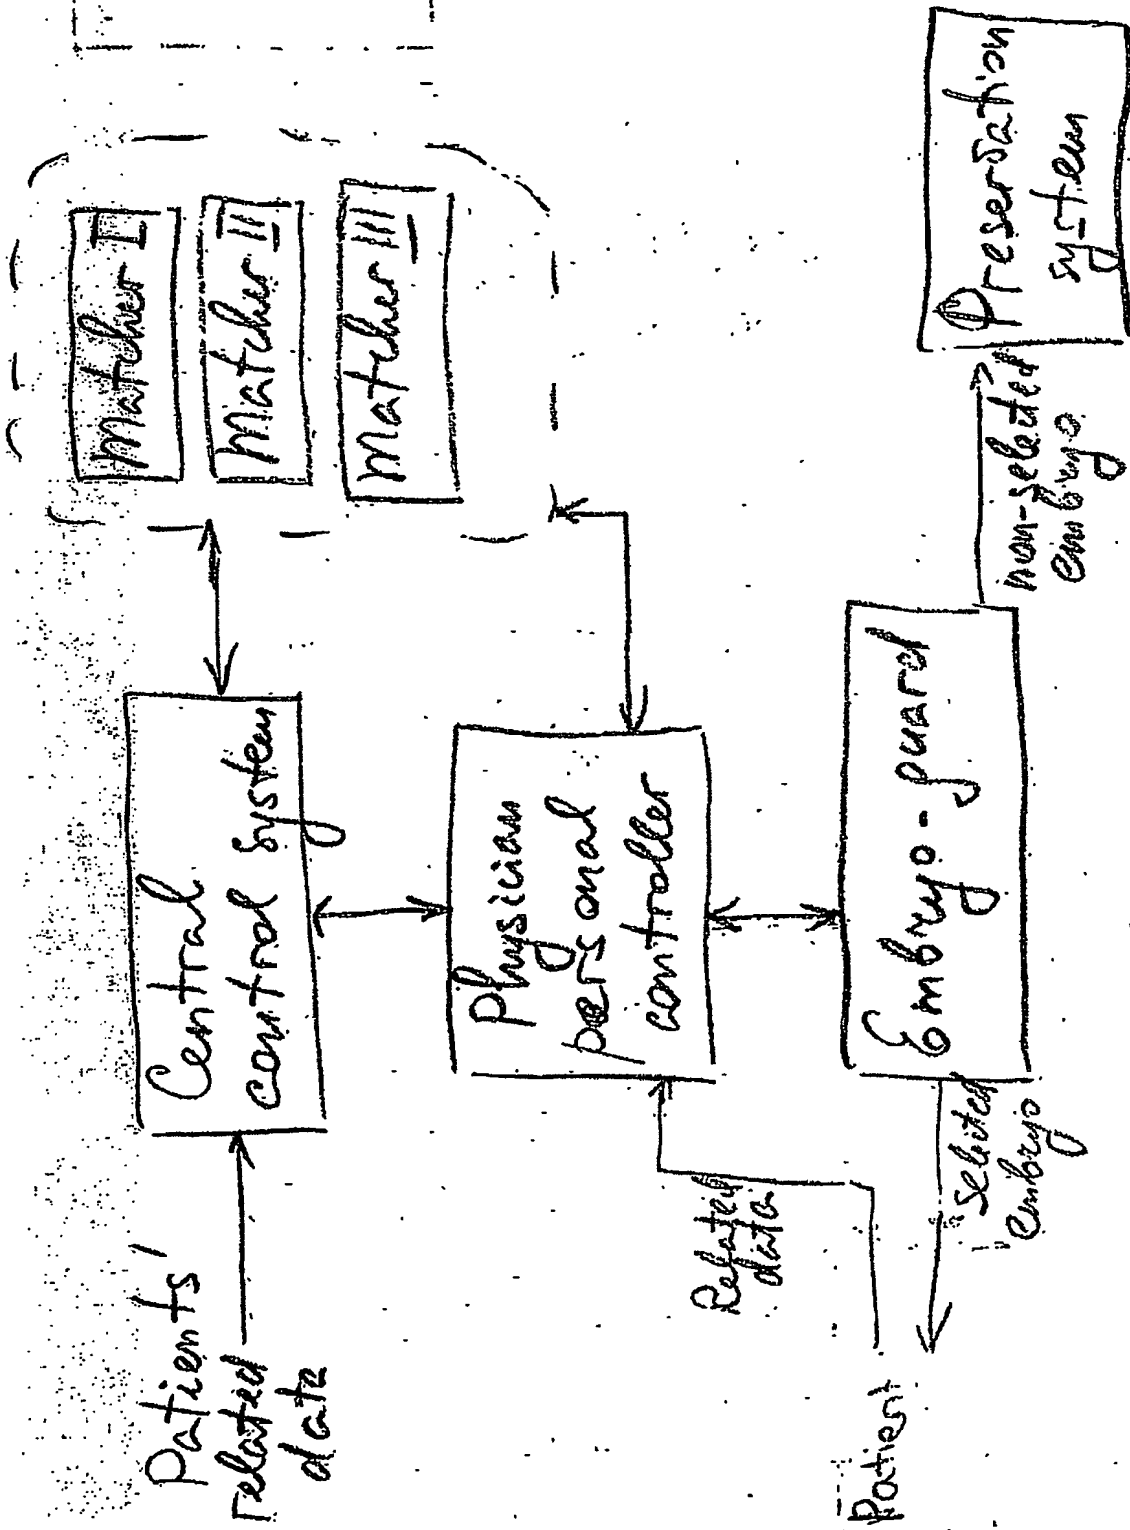 Patients'
related
data
Central
control system
Matcher I
Matcher II
Matcher III
Physician
personal
controller
Related
data
Patient
Embryo-guard
selected
embryo
non-selected
embryo
Preservation
system